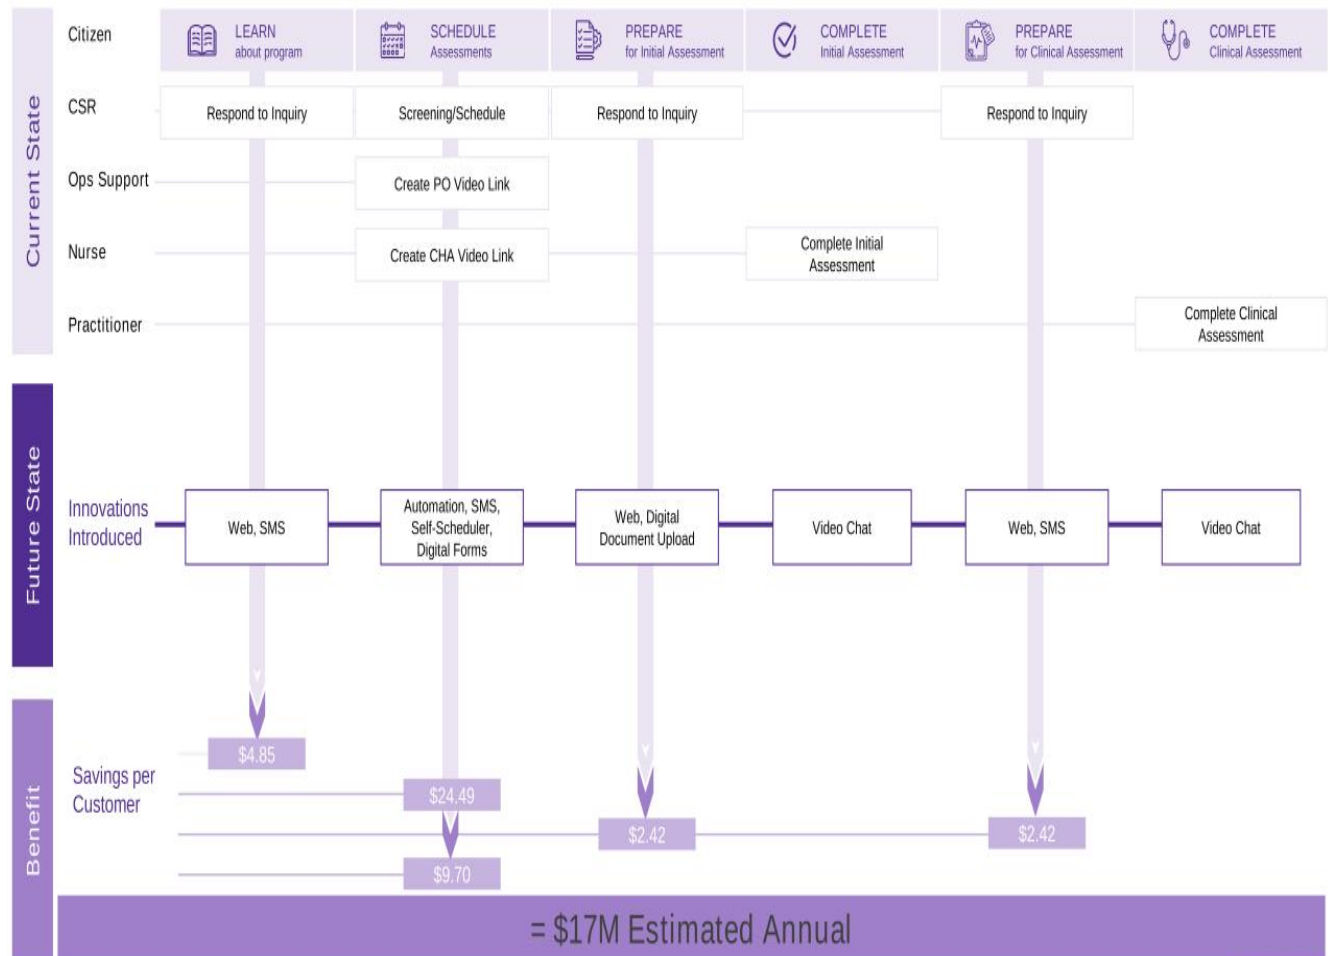 Citizen
LEARN
about program
SCHEDULE
Assessments
PREPARE
for Initial Assessment
COMPLETE
Initial Assessment
PREPARE
for Clinical Assessment
COMPLETE
Clinical Assessment
Current State
CSR
Respond to Inquiry
Screening/Schedule
Respond to Inquiry
Respond to Inquiry
Ops Support
Create PO Video Link
Nurse
Create CHA Video Link
Complete Initial
Assessment
Practitioner
Complete Clinical
Assessment
Future State
Innovations
Introduced
Web, SMS
Automation, SMS,
Self-Scheduler,
Digital Forms
Web, Digital
Document Upload
Video Chat
Web, SMS
Video Chat
Benefit
Savings per
Customer
$4.85
$24.49
$2.42
$2.42
$9.70
= $17M Estimated Annual